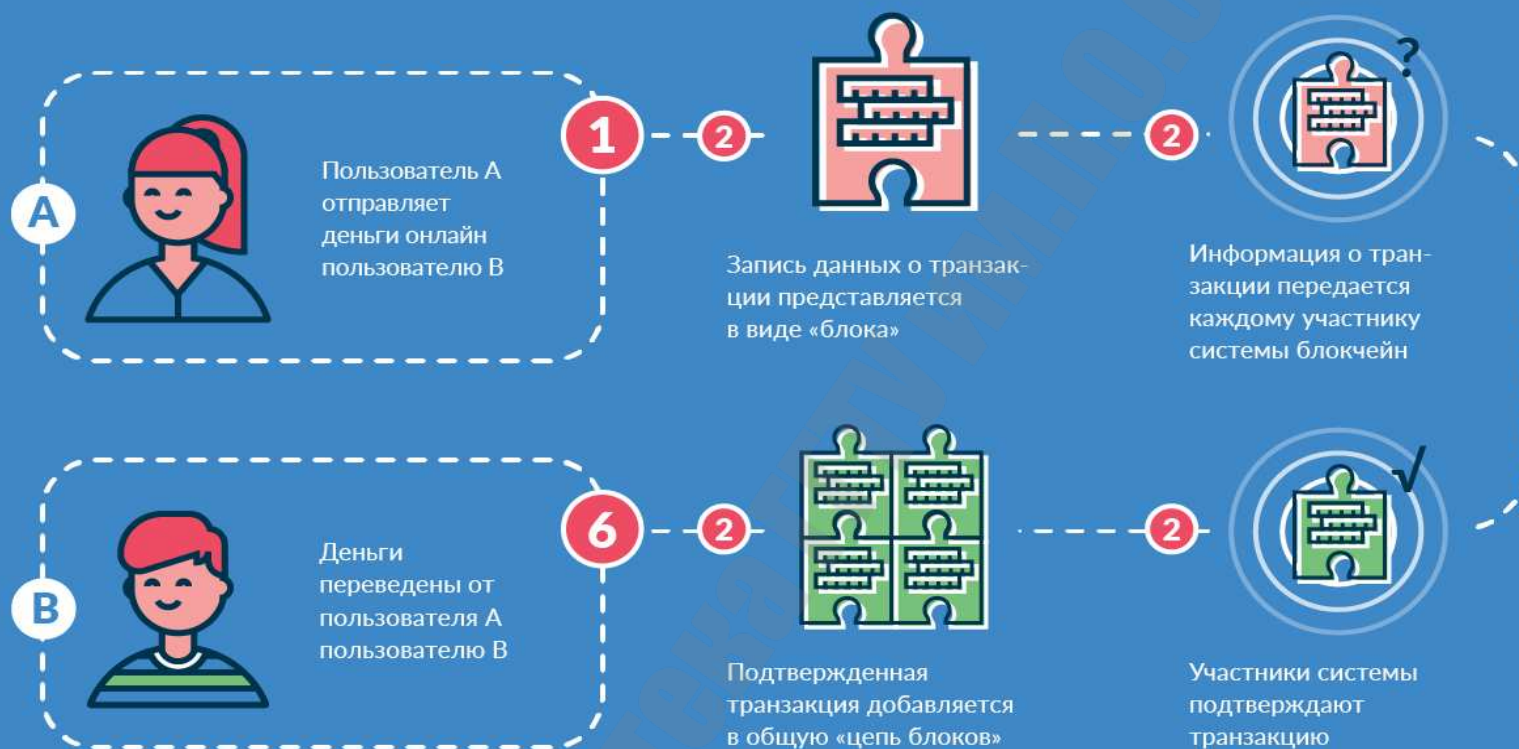 A
Пользователь А
отправляет
деньги онлайн
пользователю В
1
2
Запись данных о транзак-
ции представляется
в виде «блока»
2
?
Информация о тран-
закции передается
каждому участнику
системы блокчейн
B
Деньги
переведены от
пользователя А
пользователю В
6
2
Подтвержденная
транзакция добавляется
в общую «цепь блоков»
2
√
Участники системы
подтверждают
транзакцию